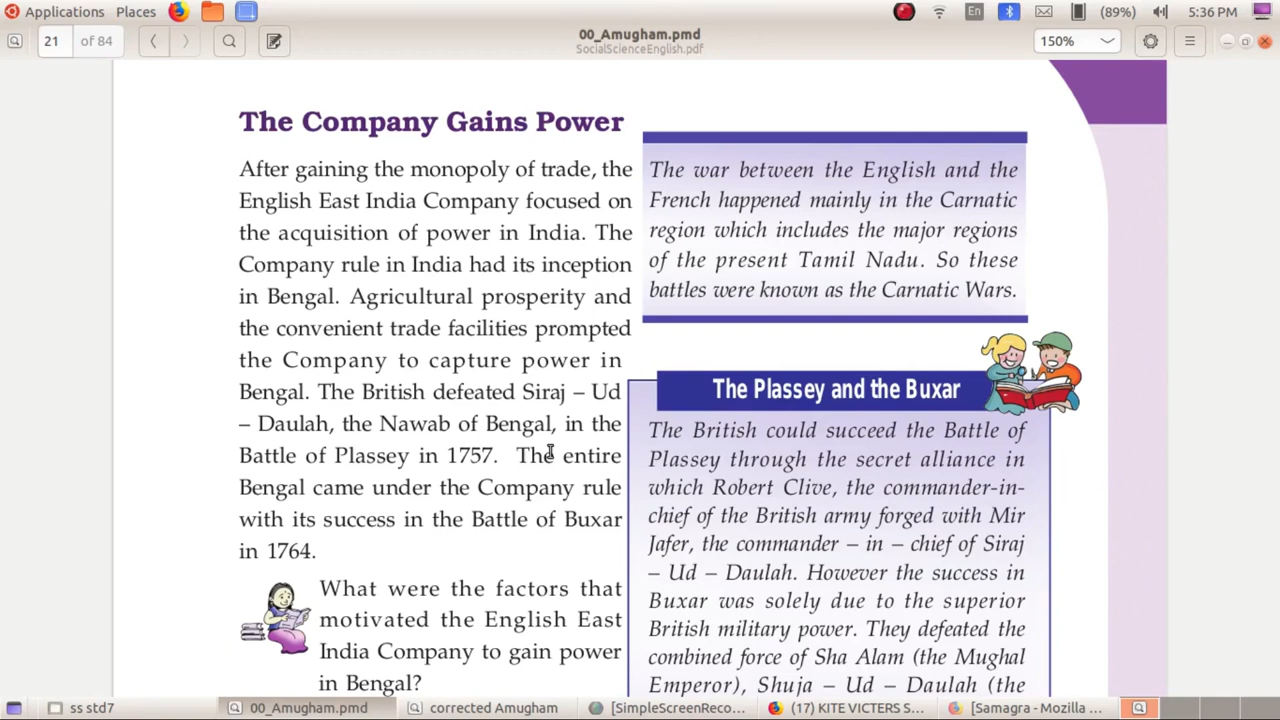 Applications Places En (89%) 5:36 PM
21 of 84
00_Amugham.pmd
SocialScienceEnglish.pdf
150%
The Company Gains Power
After gaining the monopoly of trade, the
English East India Company focused on
the acquisition of power in India. The
Company rule in India had its inception
in Bengal. Agricultural prosperity and
the convenient trade facilities prompted
the Company to capture power in
Bengal. The British defeated Siraj – Ud
– Daulah, the Nawab of Bengal, in the
Battle of Plassey in 1757. The entire
Bengal came under the Company rule
with its success in the Battle of Buxar
in 1764.
What were the factors that
motivated the English East
India Company to gain power
in Bengal?
The war between the English and the
French happened mainly in the Carnatic
region which includes the major regions
of the present Tamil Nadu. So these
battles were known as the Carnatic Wars.
The Plassey and the Buxar
The British could succeed the Battle of
Plassey through the secret alliance in
which Robert Clive, the commander-in-
chief of the British army forged with Mir
Jafer, the commander – in – chief of Siraj
– Ud – Daulah. However the success in
Buxar was solely due to the superior
British military power. They defeated the
combined force of Sha Alam (the Mughal
Emperor), Shuja – Ud – Daulah (the
ss std7
00_Amugham.pmd
corrected Amugham
[SimpleScreenReco...
(17) KITE VICTERS S...
[Samagra - Mozilla ...